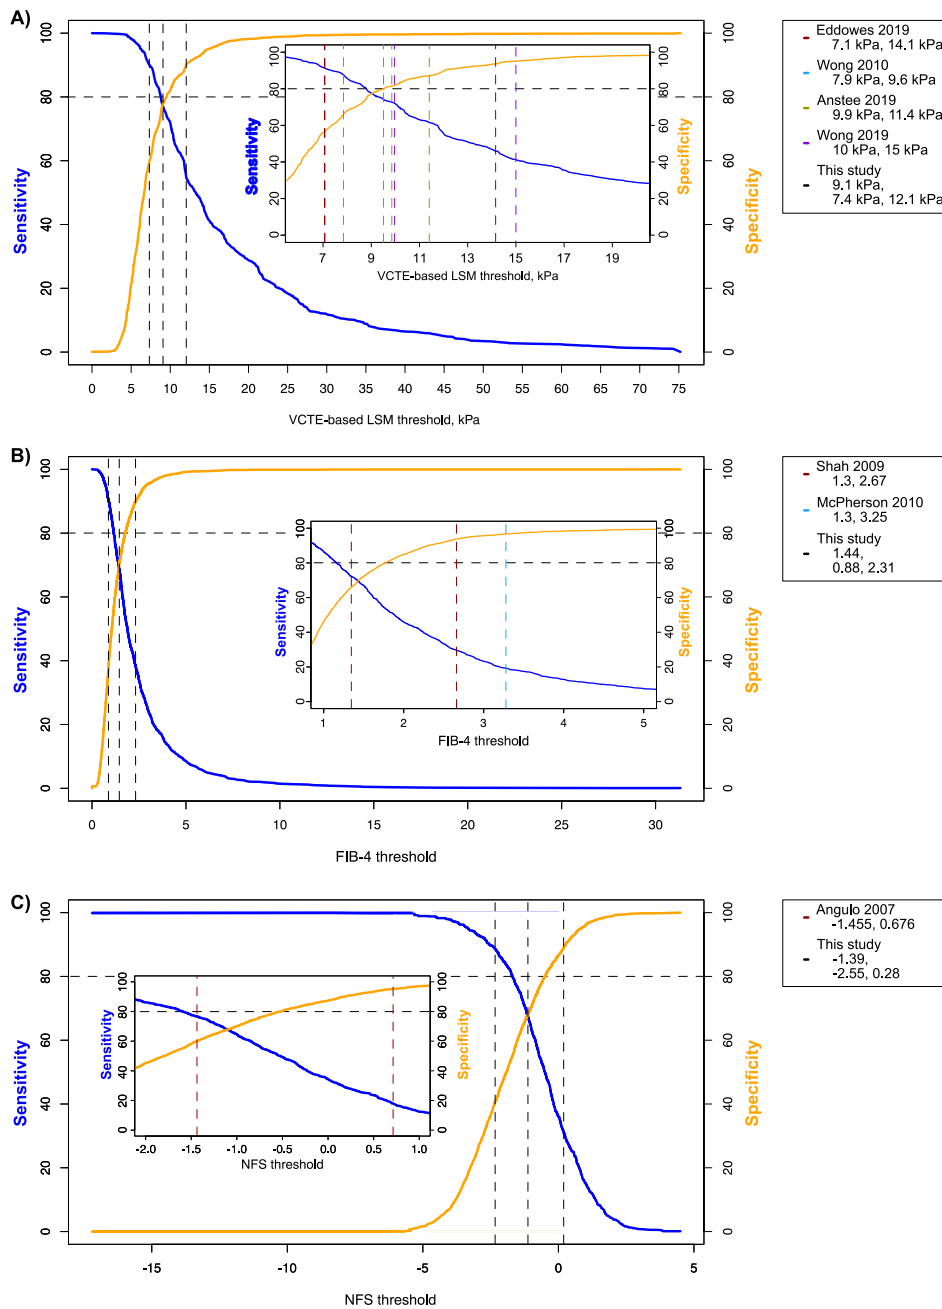 A)
Sensitivity
Specificity
0 20 40 60 80 100
0 20 40 60 80 100
0 5 10 15 20 25 30 35 40 45 50 55 60 65 70 75
VCTE-based LSM threshold, kPa
Sensitivity
Specificity
0 20 40 60 80 100
0 20 40 60 80 100
7 9 11 13 15 17 19
VCTE-based LSM threshold, kPa
Eddowes 2019
7.1 kPa, 14.1 kPa
Wong 2010
7.9 kPa, 9.6 kPa
Anstee 2019
9.9 kPa, 11.4 kPa
Wong 2019
10 kPa, 15 kPa
This study
9.1 kPa,
7.4 kPa, 12.1 kPa
B)
Sensitivity
Specificity
0 20 40 60 80 100
0 20 40 60 80 100
0 5 10 15 20 25 30
FIB-4 threshold
Sensitivity
Specificity
0 20 40 60 80 100
0 20 40 60 80 100
1 2 3 4 5
FIB-4 threshold
Shah 2009
1.3, 2.67
McPherson 2010
1.3, 3.25
This study
1.44,
0.88, 2.31
C)
Sensitivity
Specificity
0 20 40 60 80 100
0 20 40 60 80 100
-15 -10 -5 0 5
NFS threshold
Sensitivity
Specificity
0 20 40 60 80 100
0 20 40 60 80 100
-2.0 -1.5 -1.0 -0.5 0.0 0.5 1.0
NFS threshold
Angulo 2007
-1.455, 0.676
This study
-1.39,
-2.55, 0.28